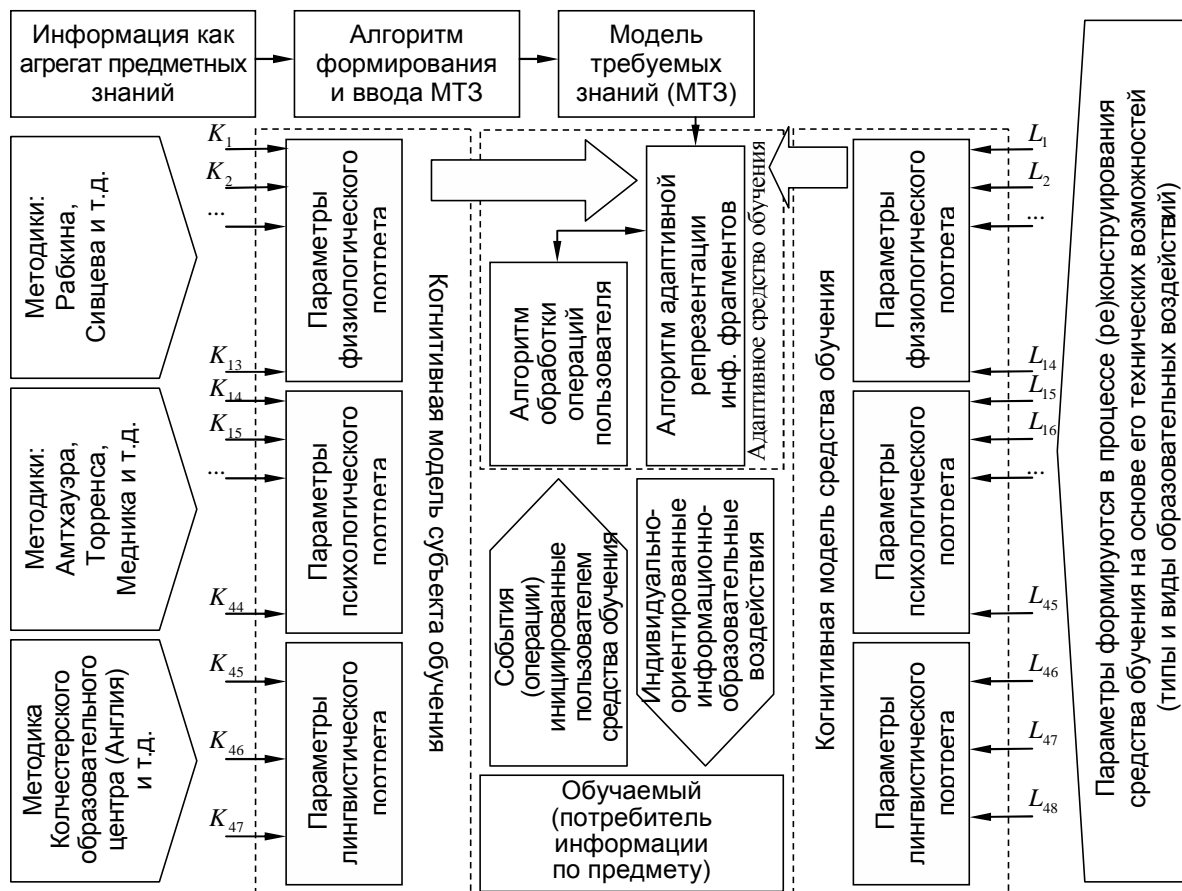 Информация как
агрегат предметных
знаний
Алгоритм
формирования
и ввода МТЗ
Модель
требуемых
знаний (МТЗ)
Методики:
Рабкина,
Сивцева и т.д.
K1
K2
...
K13
Параметры
физиологического
портрета
Методики:
Амтхауэра,
Торренса,
Медника и т.д.
K14
K15
...
K44
Параметры
психологического
портрета
Методика
Колчестерского
образовательного
центра (Англия)
и т.д.
K45
K46
K47
Параметры
лингвистического
портрета
Когнитивная модель субъекта обучения
Алгоритм
обработки
операций
пользователя
Алгоритм адаптивной
репрезентации
инф. фрагментов
Адаптивное средство обучения
События
(операции)
инициированные
пользователем
средства обучения
Индивидуально-
ориентированные
информационно-
образовательные
воздействия
Обучаемый
(потребитель
информации
по предмету)
Когнитивная модель средства обучения
Параметры
физиологического
портрета
L1
L2
...
L14
Параметры
психологического
портрета
L15
L16
...
L45
Параметры
лингвистического
портрета
L46
L47
L48
Параметры формируются в процессе (ре)конструирования
средства обучения на основе его технических возможностей
(типы и виды образовательных воздействий)